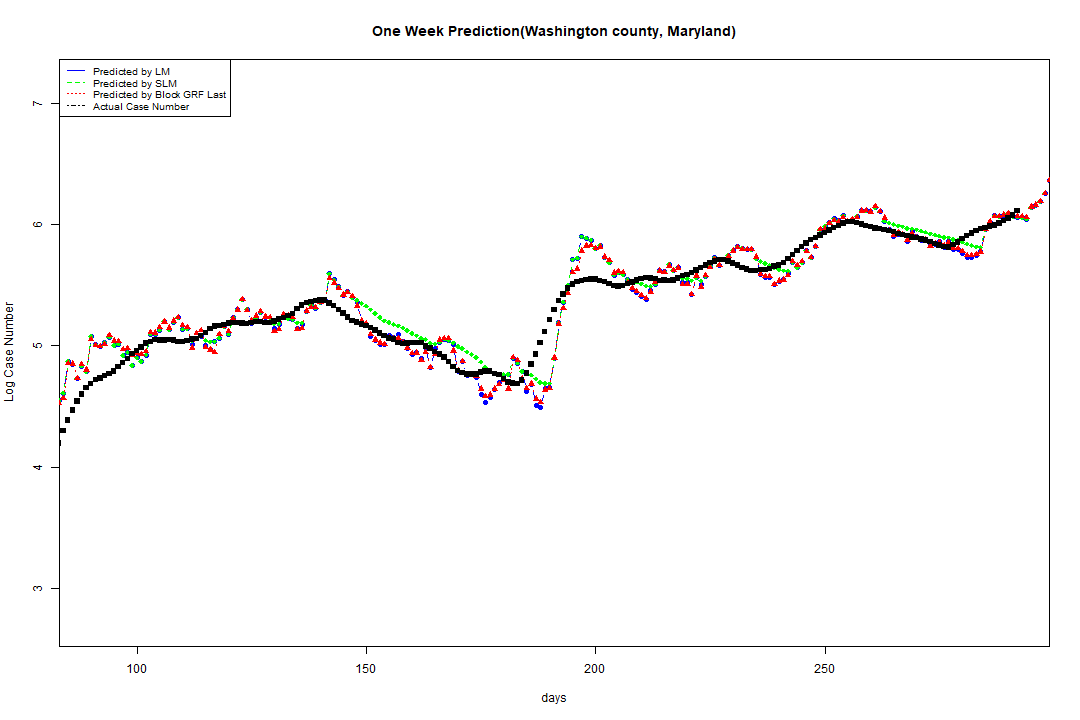 One Week Prediction(Washington county, Maryland)
Predicted by LM
Predicted by SLM
Predicted by Block GRF Last
Actual Case Number
7
6
5
4
3
Log Case Number
100
150
200
250
days